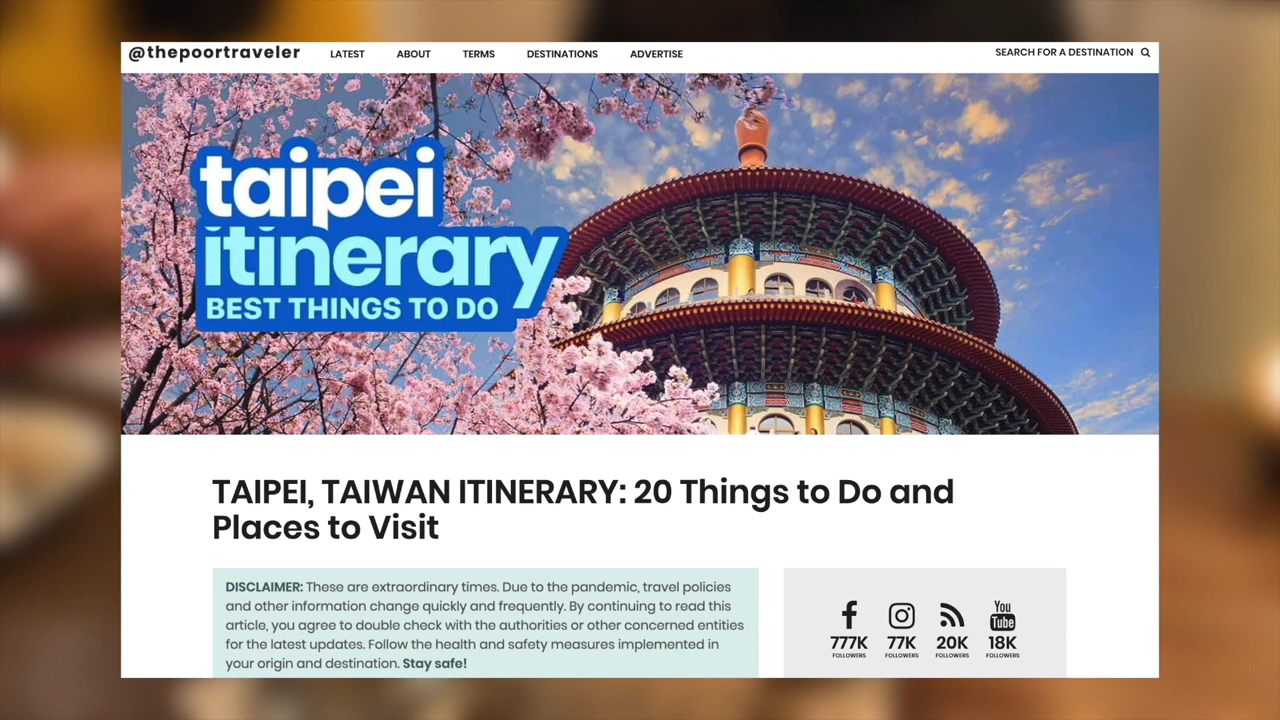 @thepoortraveler LATEST ABOUT TERMS DESTINATIONS ADVERTISE SEARCH FOR A DESTINATION
taipei
itinerary
BEST THINGS TO DO
TAIPEI, TAIWAN ITINERARY: 20 Things to Do and
Places to Visit
DISCLAIMER: These are extraordinary times. Due to the pandemic, travel policies
and other information change quickly and frequently. By continuing to read this
article, you agree to double check with the authorities or other concerned entities
for the latest updates. Follow the health and safety measures implemented in
your origin and destination. Stay safe!
You
Tube
777K 77K 20K 18K
FOLLOWERS FOLLOWERS FOLLOWERS FOLLOWERS